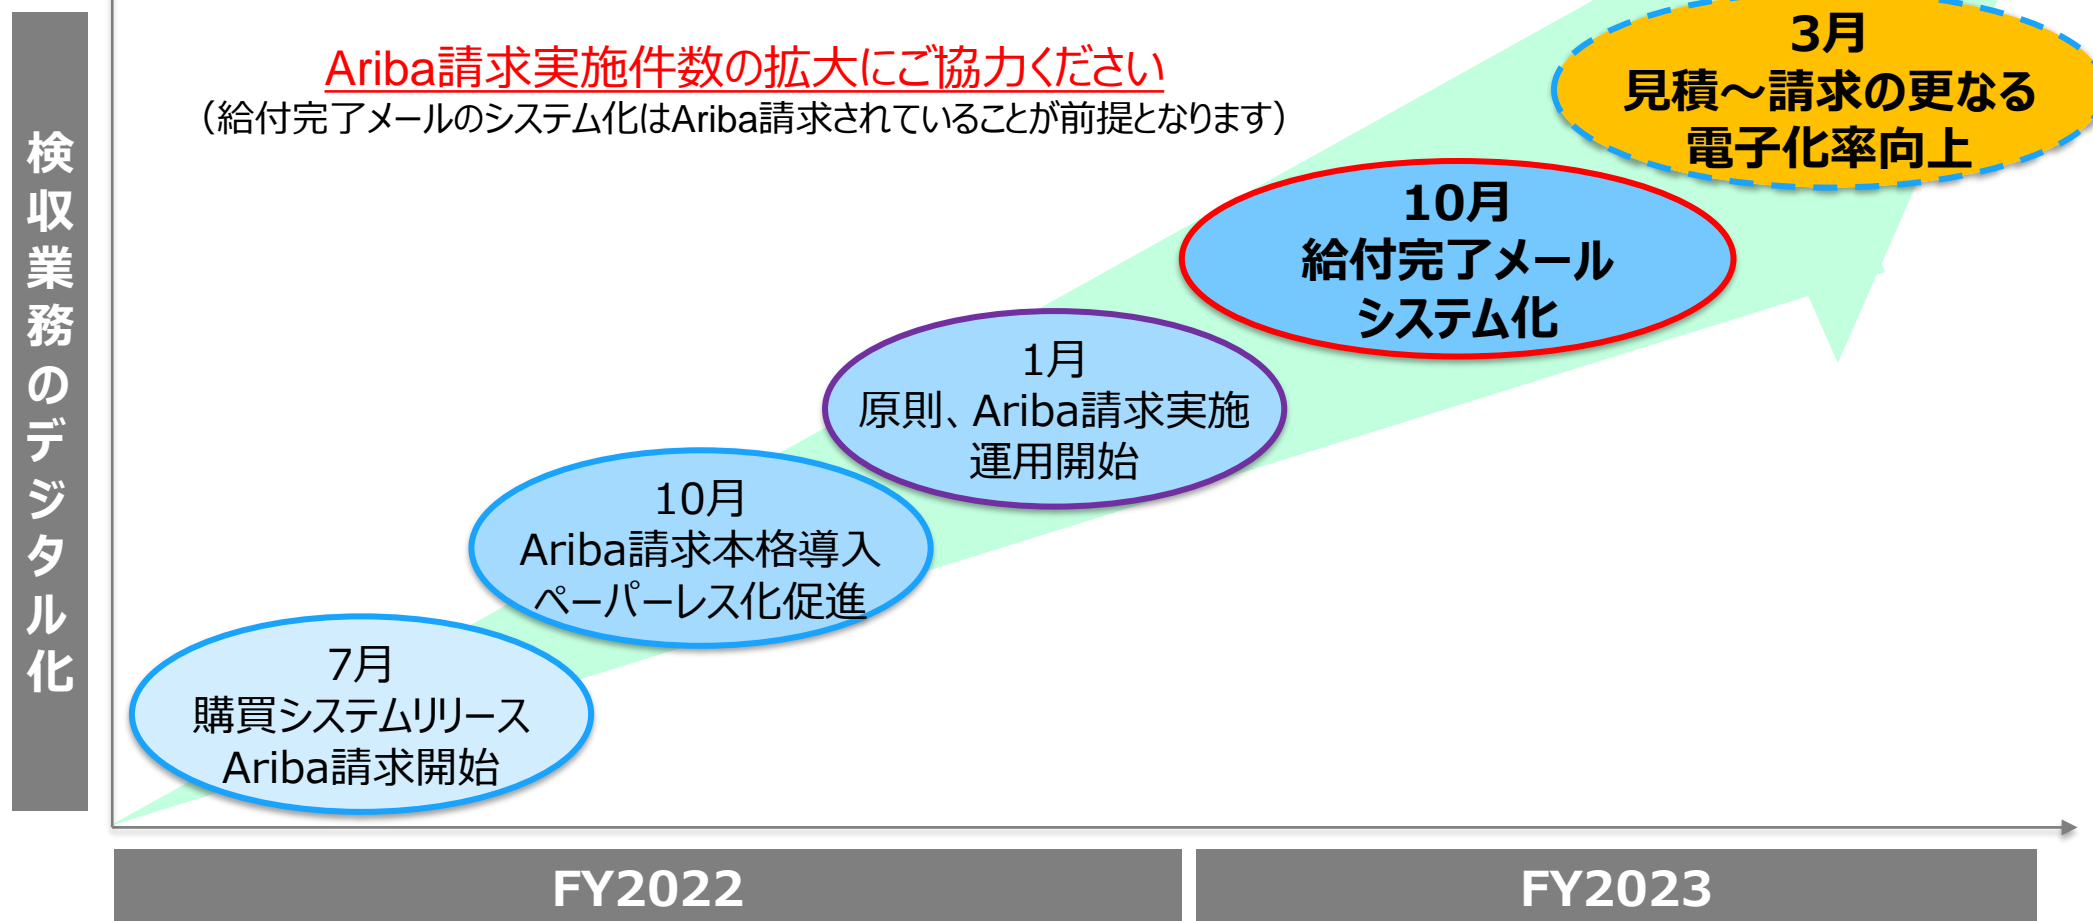 Ariba請求実施件数の拡大にご協力ください
（給付完了メールのシステム化はAriba請求されていることが前提となります）
検収業務のデジタル化
3月
見積～請求の更なる
電子化率向上
10月
給付完了メール
システム化
1月
原則、Ariba請求実施
運用開始
10月
Ariba請求本格導入
ペーパーレス化促進
7月
購買システムリリース
Ariba請求開始
FY2022
FY2023